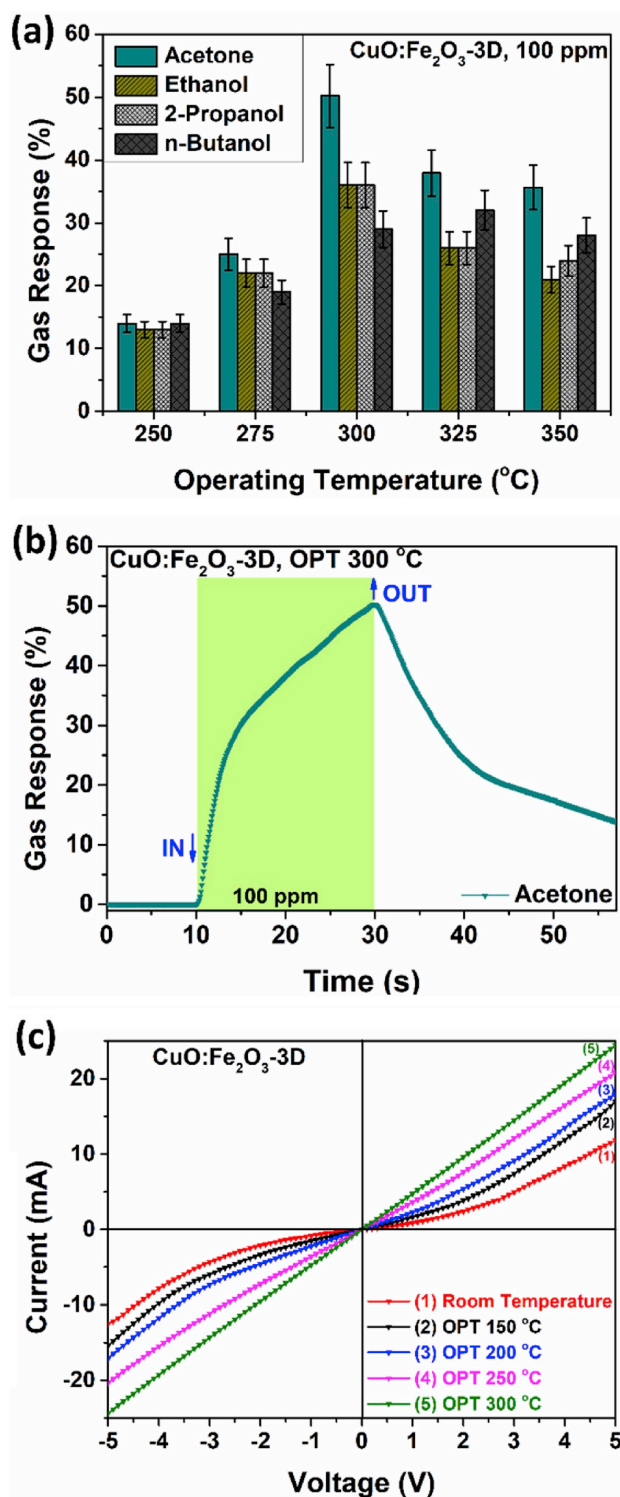 (a)
60
50
40
30
20
10
0
Gas Response (%)
Acetone
Ethanol
2-Propanol
n-Butanol
CuO:Fe₂O₃-3D, 100 ppm
250 275 300 325 350
Operating Temperature (°C)
(b)
60
50
40
30
20
10
0
Gas Response (%)
CuO:Fe₂O₃-3D, OPT 300 °C
OUT
IN
100 ppm
Acetone
0 10 20 30 40 50
Time (s)
(c)
20
10
0
-10
-20
Current (mA)
CuO:Fe₂O₃-3D
(5)
(4)
(3)
(2)
(1)
(1) Room Temperature
(2) OPT 150 °C
(3) OPT 200 °C
(4) OPT 250 °C
(5) OPT 300 °C
-5 -4 -3 -2 -1 0 1 2 3 4 5
Voltage (V)